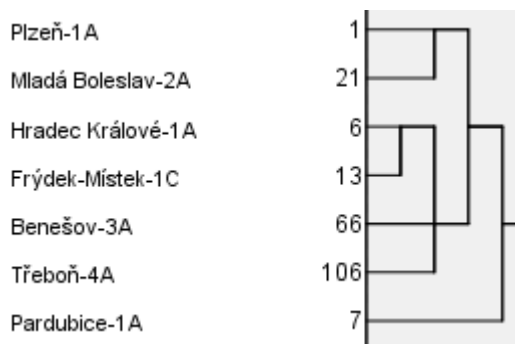 Plzeň-1A 1
Mladá Boleslav-2A 21
Hradec Králové-1A 6
Frýdek-Místek-1C 13
Benešov-3A 66
Třeboň-4A 106
Pardubice-1A 7